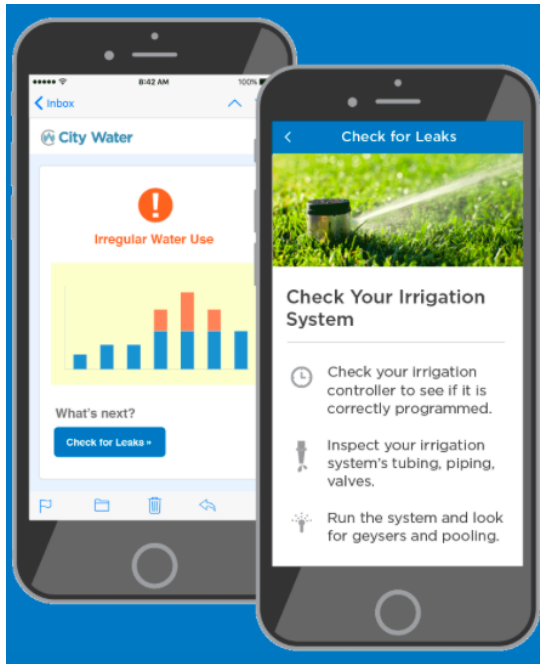 8:42 AM
100%
Inbox
City Water
Irregular Water Use
What's next?
Check for Leaks »
Check for Leaks
Check Your Irrigation
System
Check your irrigation
controller to see if it is
correctly programmed.
Inspect your irrigation
system's tubing, piping,
valves.
Run the system and look
for geysers and pooling.